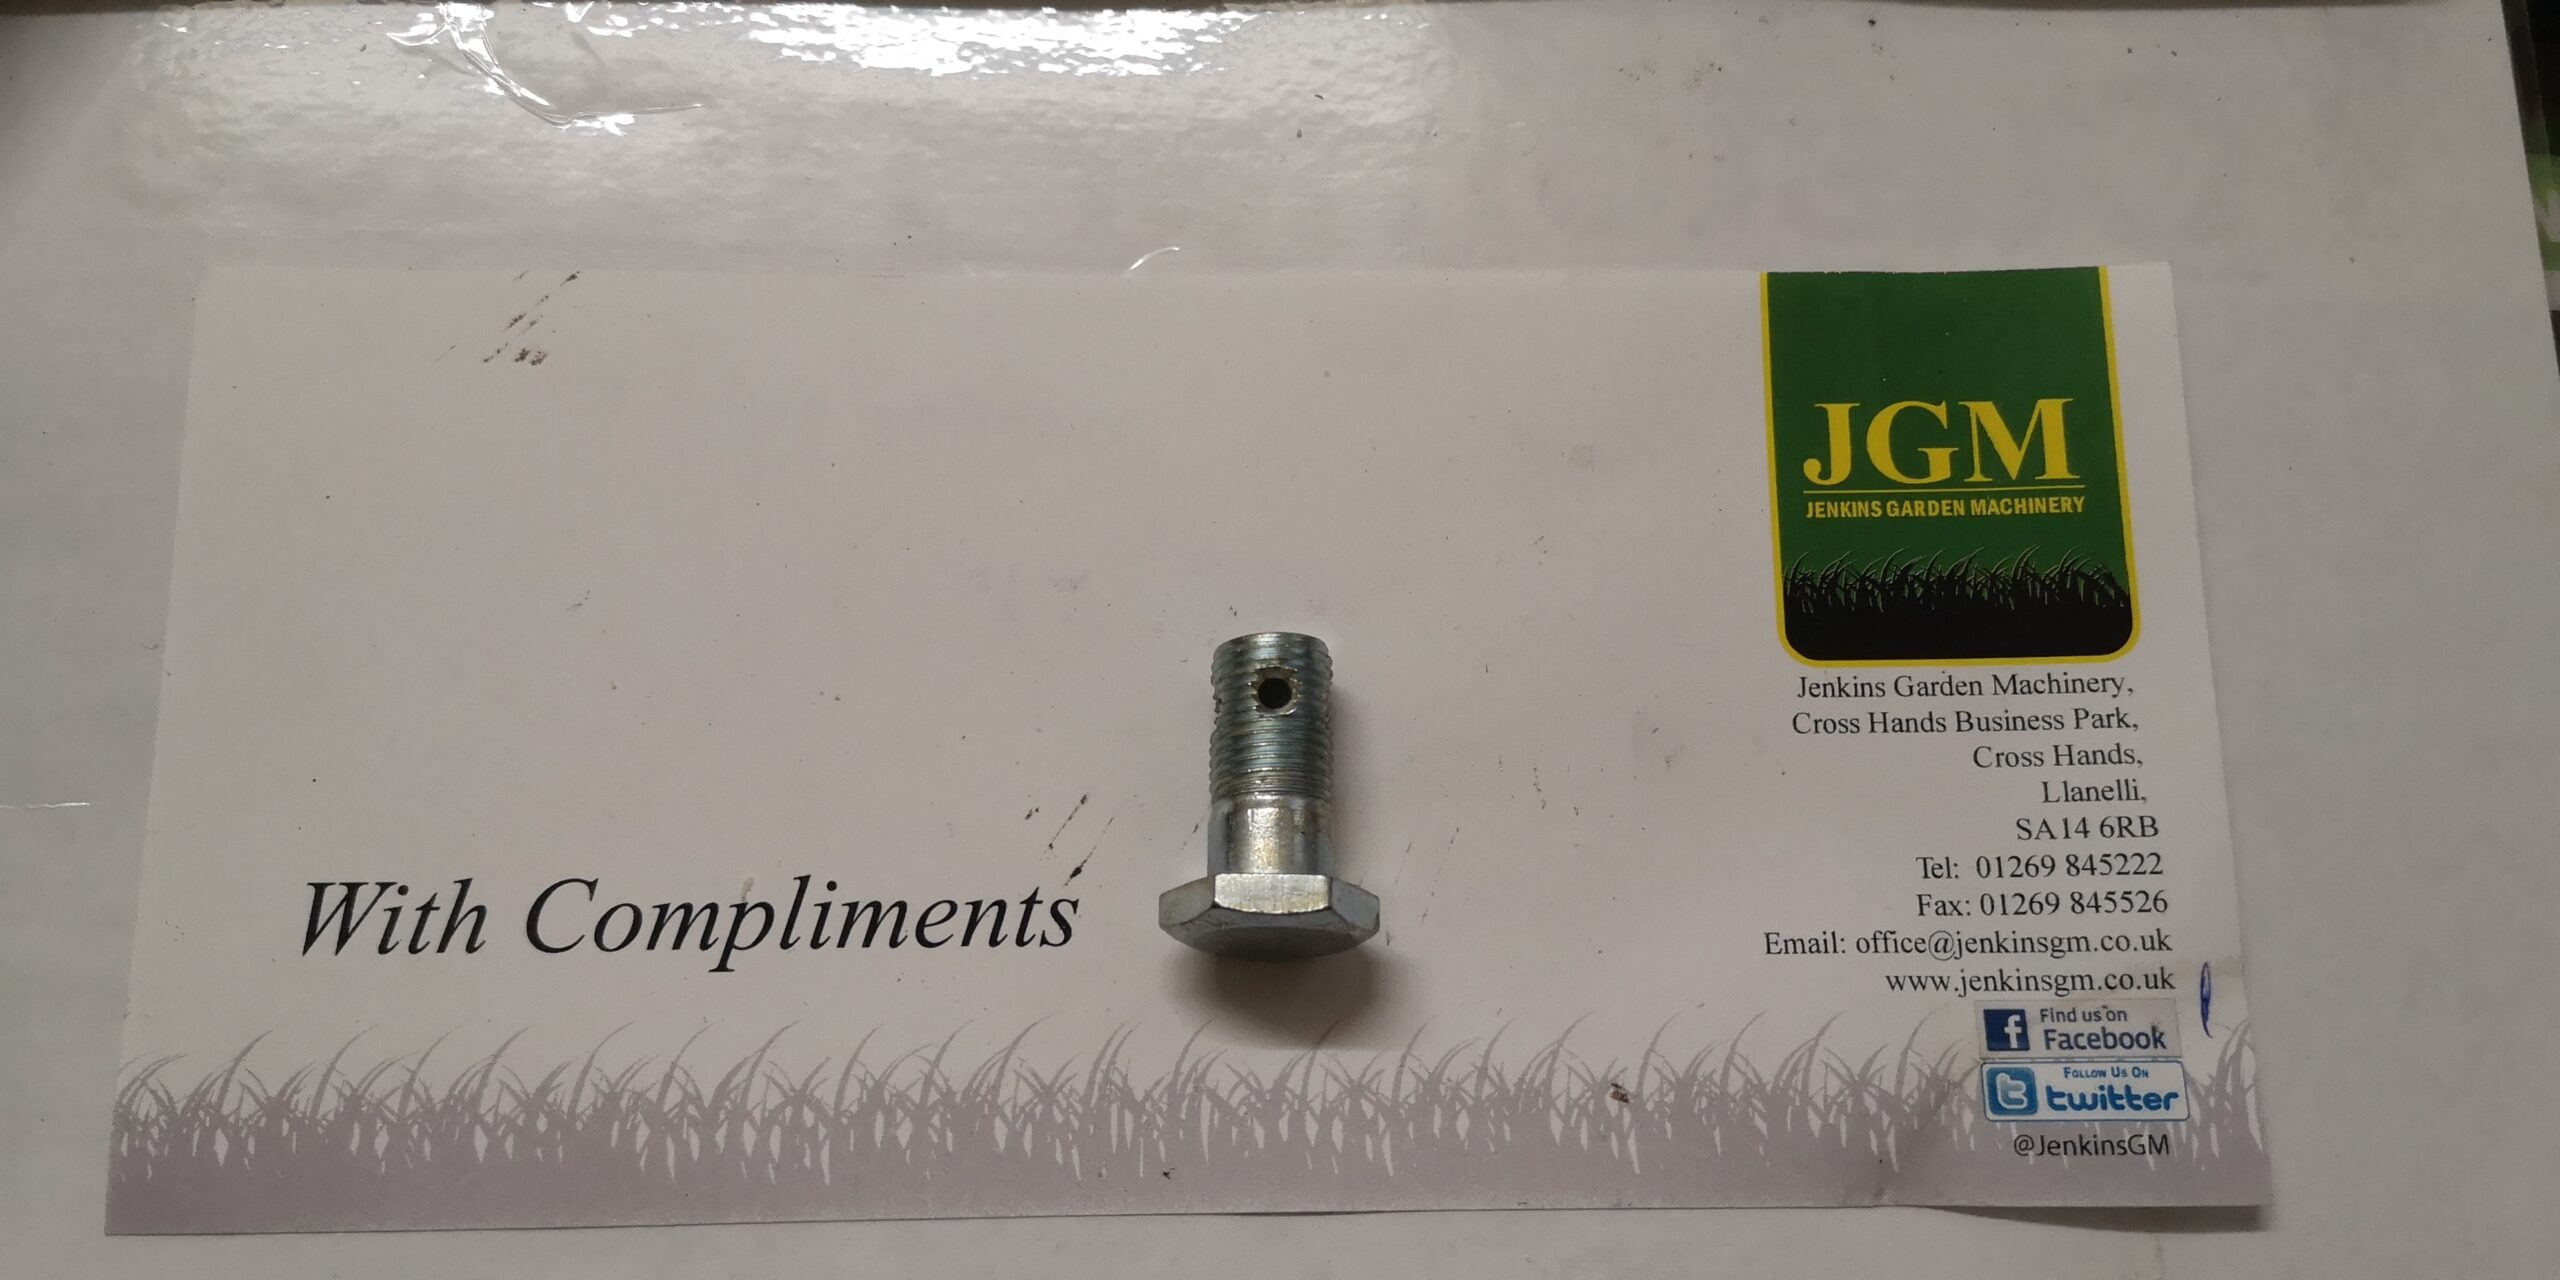 JGM
JENKINS GARDEN MACHINERY
Jenkins Garden Machinery,
Cross Hands Business Park,
Cross Hands,
Llanelli,
SA14 6RB
Tel: 01269 845222
Fax: 01269 845526
Email: office@jenkinsgm.co.uk
www.jenkinsgm.co.uk
With Compliments
f Find us on
Facebook
t Follow Us On
twitter
@JenkinsGM